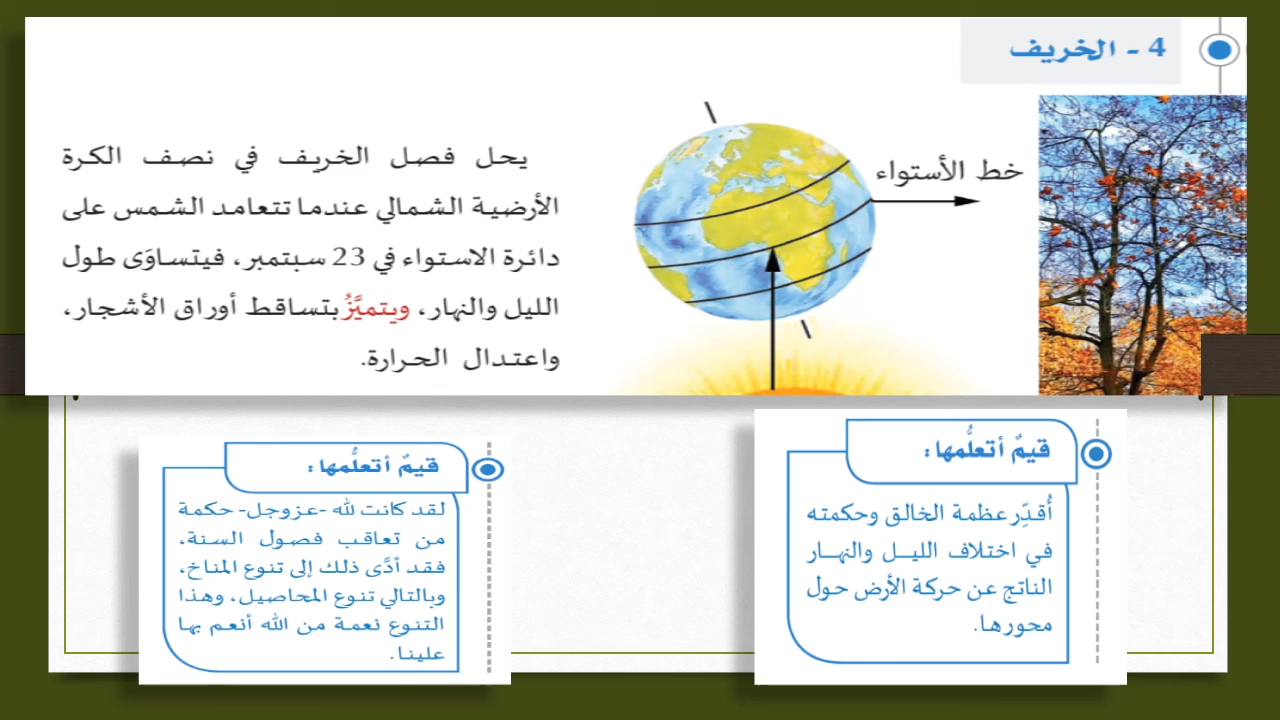 4 - الخريف
خط الأستواء
يحل فصل الخريف في نصف الكرة
الأرضية الشمالي عندما تتعامد الشمس على
دائرة الاستواء في 23 سبتمبر، فيتساوَى طول
الليل والنهار، ويتميَّزُ بتساقط أوراق الأشجار،
واعتدال الحرارة.
قيمٌ أتعلَّمها:
أُقدِّر عظمة الخالق وحكمته
في اختلاف الليل والنهار
الناتج عن حركة الأرض حول
محورها.
قيمٌ أتعلَّمها:
لقد كانت لله -عزوجل- حكمة
من تعاقب فصول السنة،
فقد أدَّى ذلك إلى تنوع المناخ،
وبالتالي تنوع المحاصيل، وهذا
التنوع نعمة من الله أنعم بها
علينا.